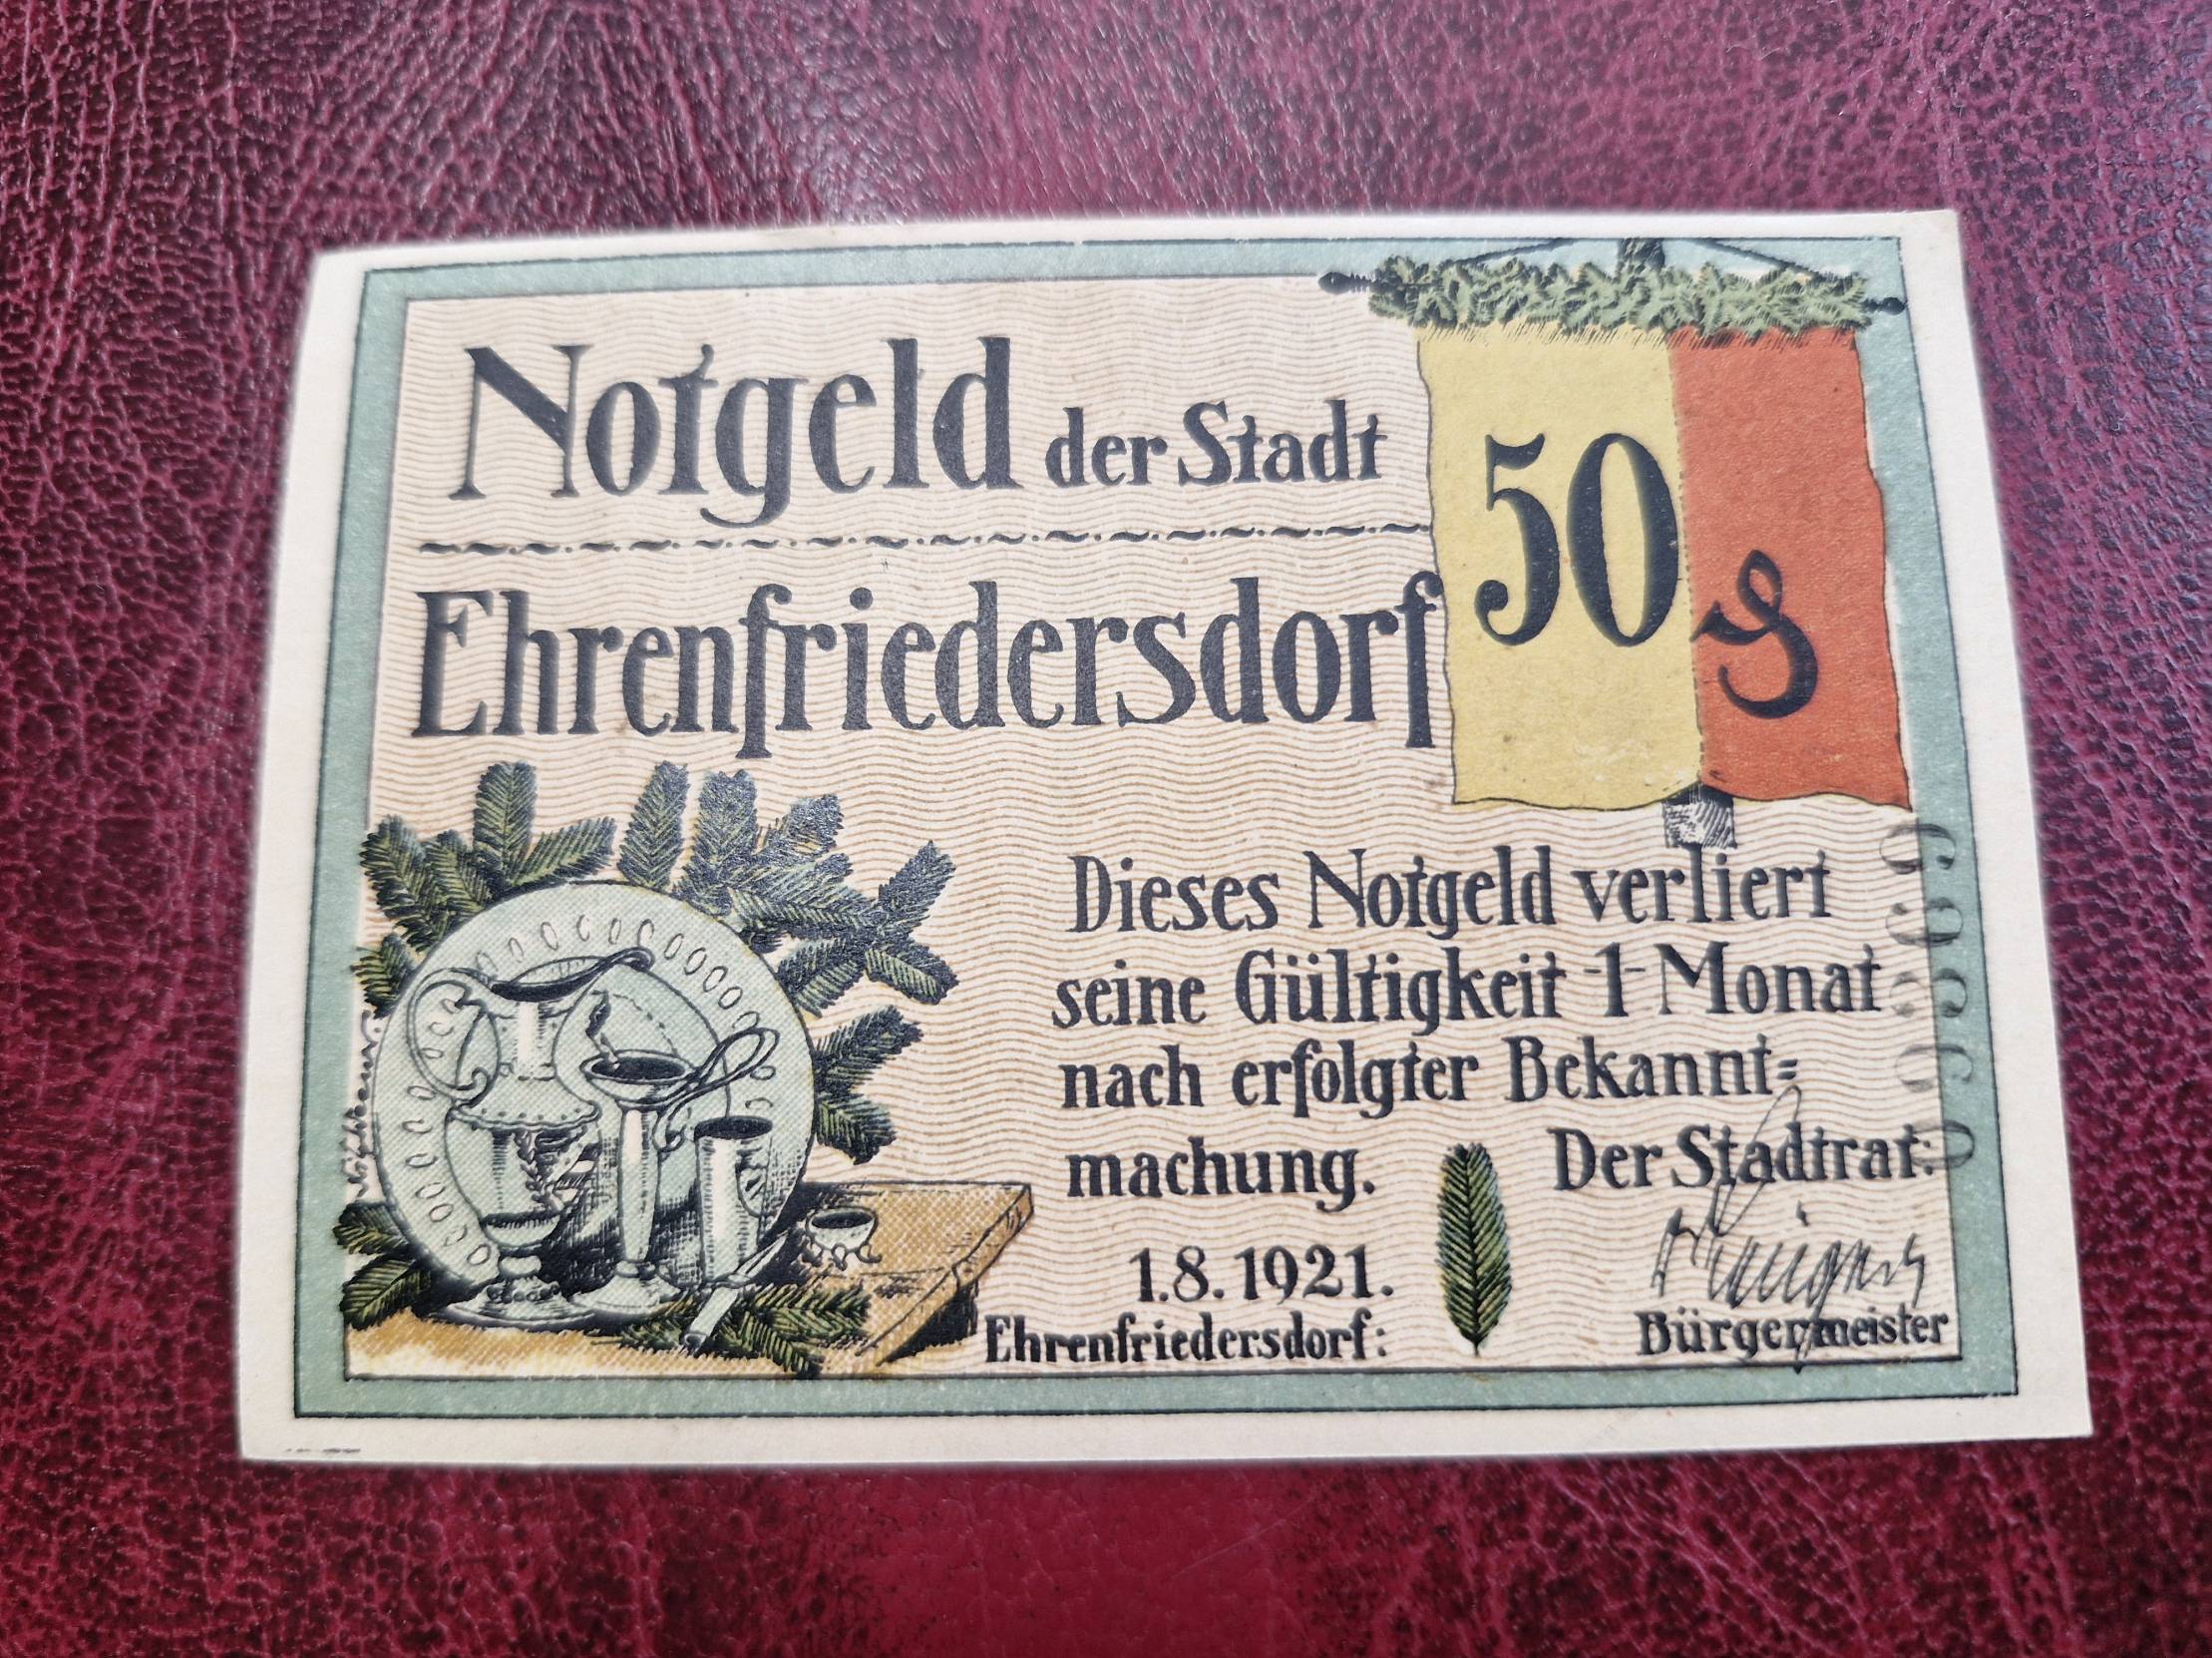 Notgeld der Stadt
Ehrenfriedersdorf
50 ₰
Dieses Notgeld verliert
seine Gültigkeit -1- Monat
nach erfolgter Bekannt=
machung.
Der Stadtrat:
1.8.1921.
Ehrenfriedersdorf:
Bürgermeister